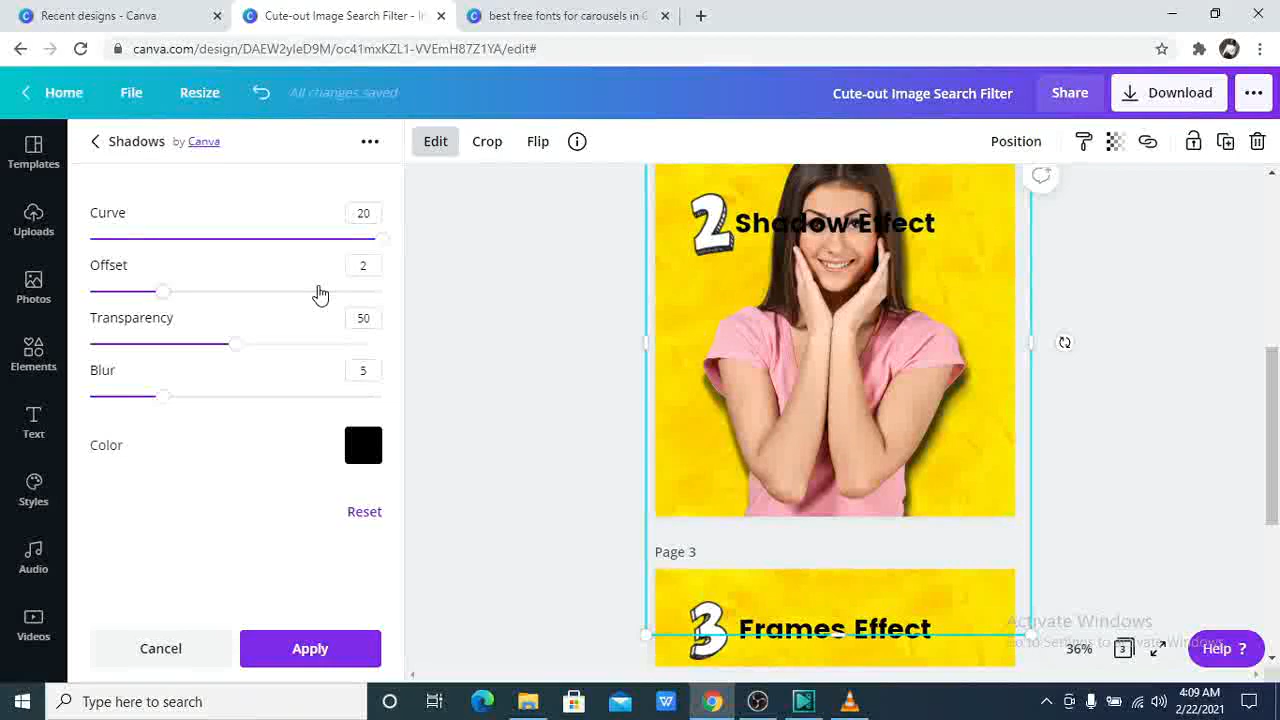 Recent designs - Canva
Cute-out Image Search Filter - In
best free fonts for carousels in C
canva.com/design/DAEW2yleD9M/oc41mxKZL1-VVEmH87Z1YA/edit#
Home
File
Resize
All changes saved
Cute-out Image Search Filter
Share
Download
Templates
Uploads
Photos
Elements
Text
Styles
Audio
Videos
Shadows by Canva
Edit
Crop
Flip
Position
Curve 20
Offset 2
Transparency 50
Blur 5
Color
Reset
Cancel
Apply
2 Shadow Effect
Page 3
3 Frames Effect
Activate Windows
Go to Settings to activate Windows.
36%
3
Help ?
Type here to search
4:09 AM
2/22/2021